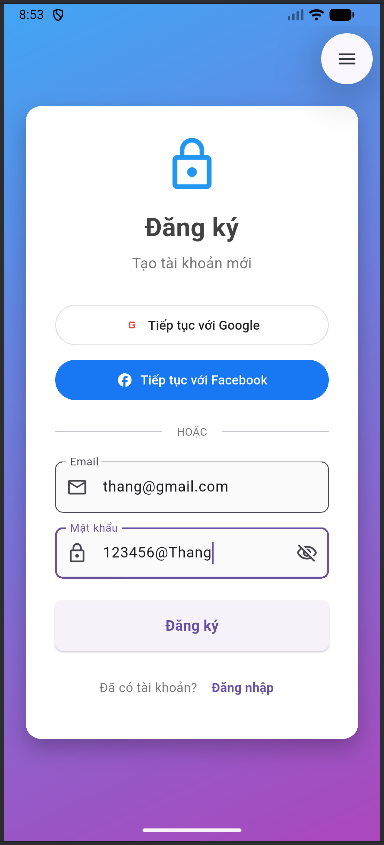 8:53
Đăng ký
Tạo tài khoản mới
G Tiếp tục với Google
Tiếp tục với Facebook
HOẶC
Email
thang@gmail.com
Mật khẩu
123456@Thang
Đăng ký
Đã có tài khoản? Đăng nhập